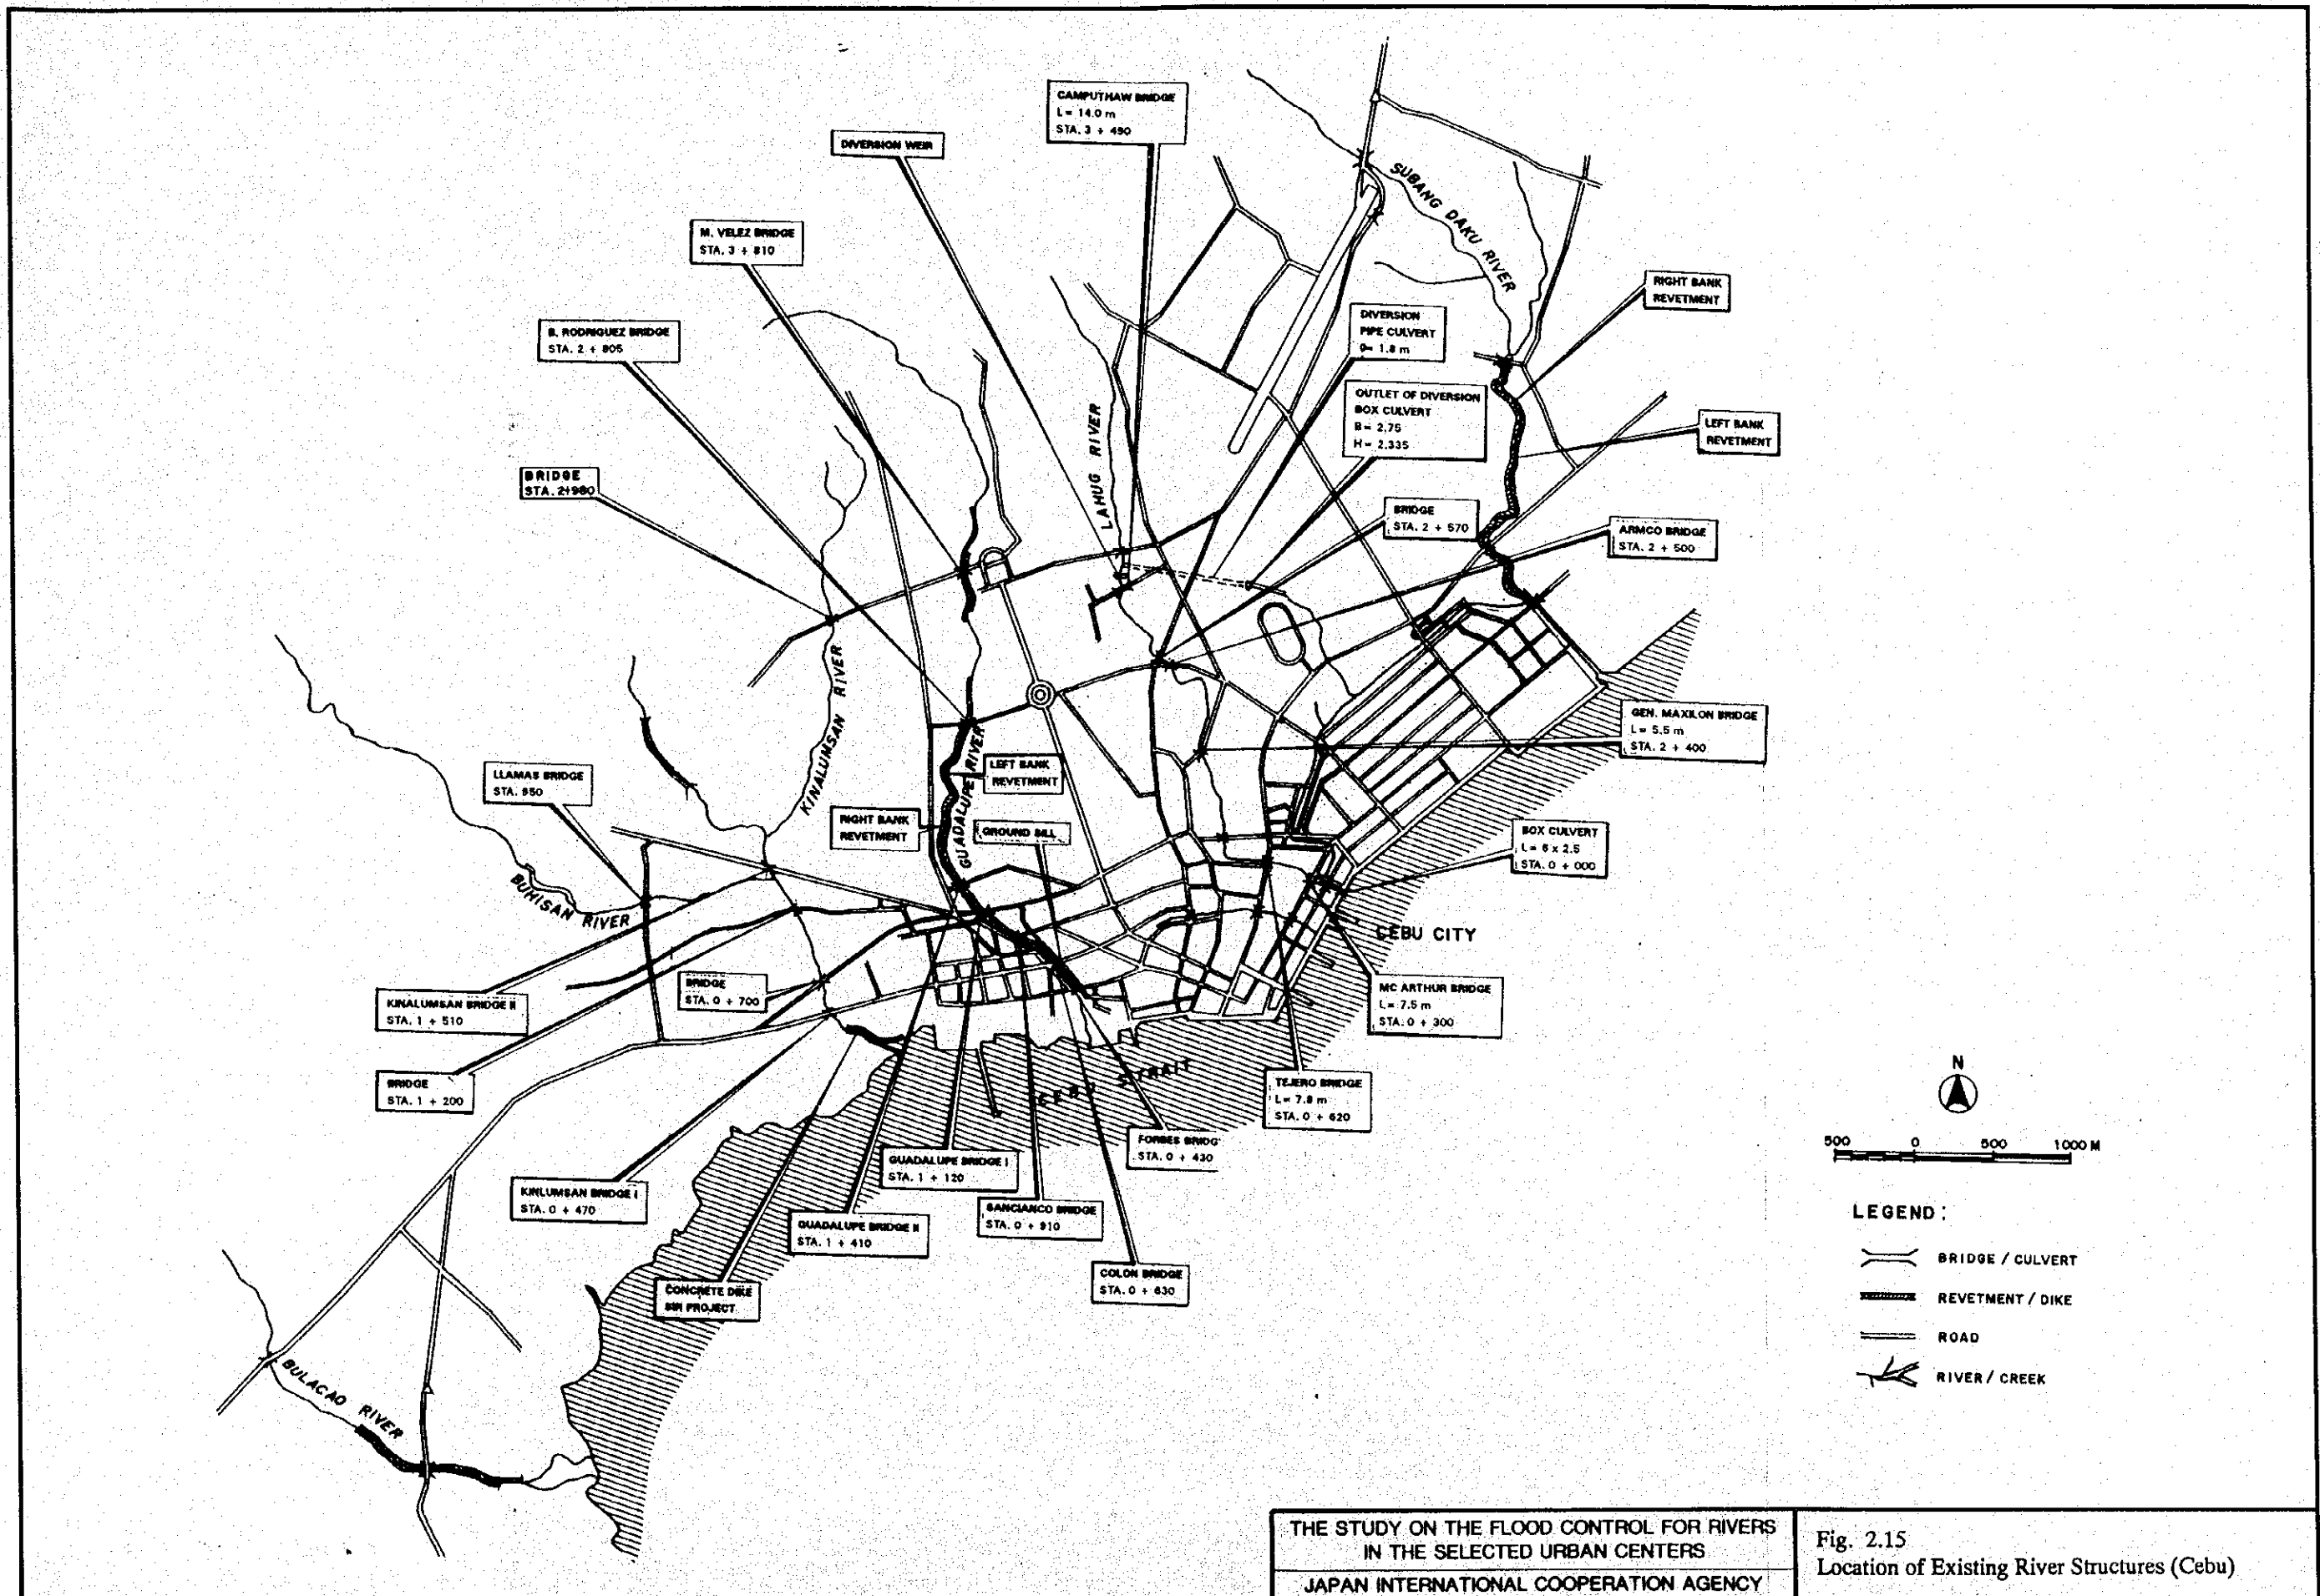 CAMPUTHAW BRIDGE
L = 14.0 m
STA. 3 + 490
DIVERSION WEIR
M. VELEZ BRIDGE
STA. 3 + 810
B. RODRIGUEZ BRIDGE
STA. 2 + 805
BRIDGE
STA. 2+980
SUBANG DAKU RIVER
RIGHT BANK
REVETMENT
DIVERSION
PIPE CULVERT
1.8 m
OUTLET OF DIVERSION
BOX CULVERT
B = 2.75
H = 2.335
LEFT BANK
REVETMENT
LAHUG RIVER
BRIDGE
STA. 2 + 570
ARMCO BRIDGE
STA. 2 + 500
KINALUMSAN RIVER
GEN. MAXILON BRIDGE
L = 5.5 m
STA. 2 + 400
LLAMAS BRIDGE
STA. 850
LEFT BANK
REVETMENT
GUADALUPE RIVER
RIGHT BANK
REVETMENT
GROUND SILL
BOX CULVERT
L = 6 x 2.5
STA. 0 + 000
BUHISAN RIVER
CEBU CITY
KINALUMSAN BRIDGE II
STA. 1 + 510
BRIDGE
STA. 0 + 700
MC ARTHUR BRIDGE
L = 7.5 m
STA. 0 + 300
BRIDGE
STA. 1 + 200
CEBU STRAIT
TEJERO BRIDGE
L = 7.8 m
STA. 0 + 620
FORBES BRIDG
STA. 0 + 430
GUADALUPE BRIDGE I
STA. 1 + 120
KINLUMSAN BRIDGE I
STA. 0 + 470
GUADALUPE BRIDGE II
STA. 1 + 410
SANCIANCO BRIDGE
STA. 0 + 910
COLON BRIDGE
STA. 0 + 630
CONCRETE DIKE
PROJECT
BULACAO RIVER
N
500 0 500 1000 M
LEGEND :
BRIDGE / CULVERT
REVETMENT / DIKE
ROAD
RIVER / CREEK
THE STUDY ON THE FLOOD CONTROL FOR RIVERS
IN THE SELECTED URBAN CENTERS
JAPAN INTERNATIONAL COOPERATION AGENCY
Fig. 2.15
Location of Existing River Structures (Cebu)